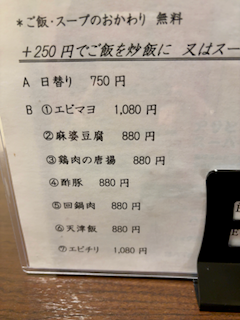 *ご飯・スープのおかわり 無料
+250円でご飯を炒飯に 又はスー
A 日替り 750円
B ①エビマヨ 1,080円
②麻婆豆腐 880円
③鶏肉の唐揚 880円
④酢豚 880円
⑤回鍋肉 880円
⑥天津飯 880円
⑦エビチリ 1,080円